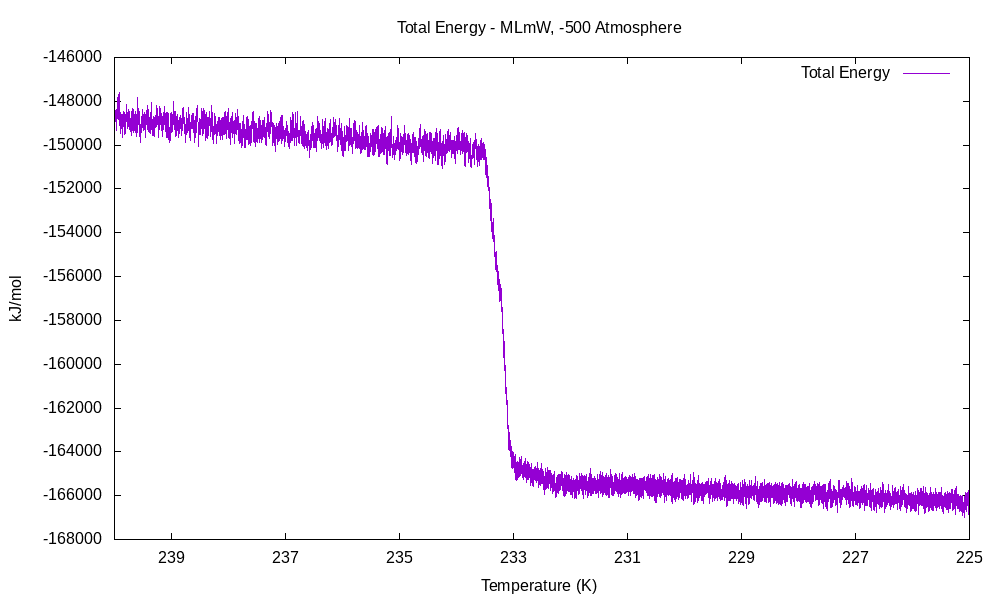 Total Energy - MLmW, -500 Atmosphere
Total Energy
-146000
-148000
-150000
-152000
-154000
-156000
-158000
-160000
-162000
-164000
-166000
-168000
kJ/mol
239 237 235 233 231 229 227 225
Temperature (K)